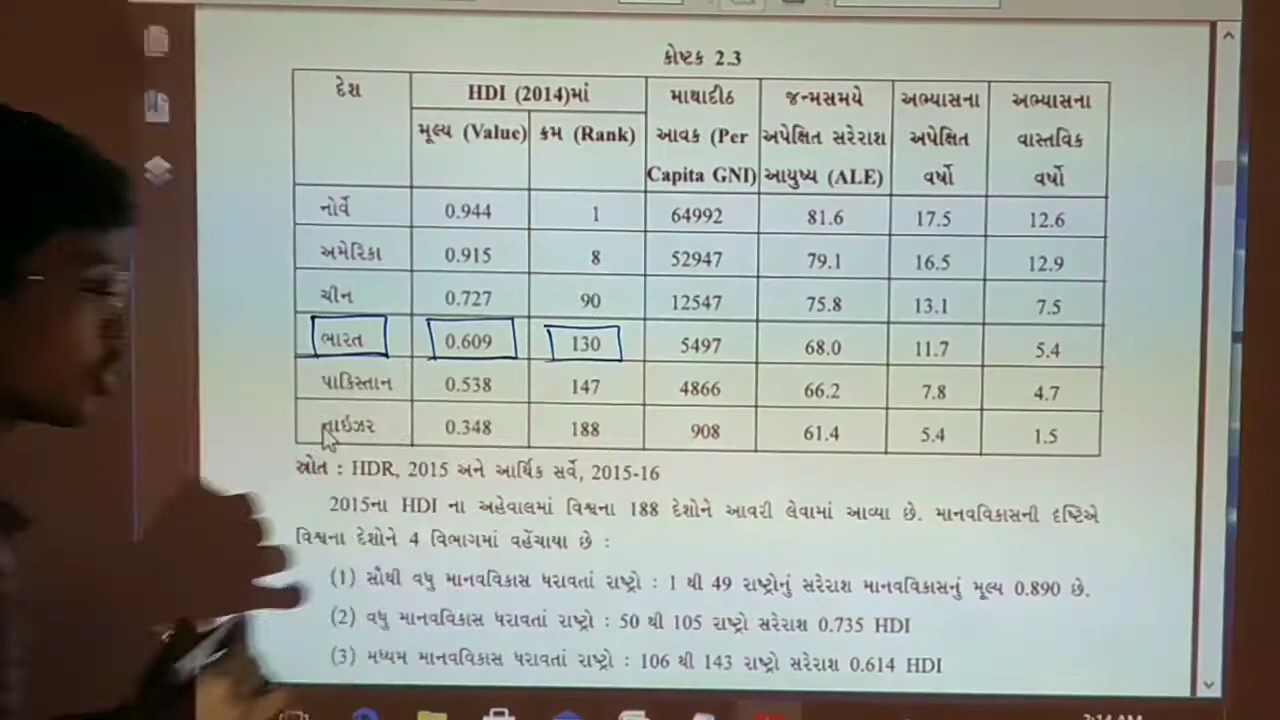 કોષ્ટક 2.3
દેશ HDI (2014)માં માથાદીઠ જન્મસમયે અભ્યાસના અભ્યાસના
મૂલ્ય (Value) ક્રમ (Rank) આવક (Per અપેક્ષિત સરેરાશ અપેક્ષિત વાસ્તવિક
Capita GNI) આયુષ્ય (ALE) વર્ષો વર્ષો
નોર્વે 0.944 1 64992 81.6 17.5 12.6
અમેરિકા 0.915 8 52947 79.1 16.5 12.9
ચીન 0.727 90 12547 75.8 13.1 7.5
ભારત 0.609 130 5497 68.0 11.7 5.4
પાકિસ્તાન 0.538 147 4866 66.2 7.8 4.7
નાઈઝર 0.348 188 908 61.4 5.4 1.5
સ્રોત : HDR, 2015 અને આર્થિક સર્વે, 2015-16
2015ના HDI ના અહેવાલમાં વિશ્વના 188 દેશોને આવરી લેવામાં આવ્યા છે. માનવવિકાસની દૃષ્ટિએ
વિશ્વના દેશોને 4 વિભાગમાં વહેંચાયા છે :
(1) સૌથી વધુ માનવવિકાસ ધરાવતાં રાષ્ટ્રો : 1 થી 49 રાષ્ટ્રોનું સરેરાશ માનવવિકાસનું મૂલ્ય 0.890 છે.
(2) વધુ માનવવિકાસ ધરાવતાં રાષ્ટ્રો : 50 થી 105 રાષ્ટ્રો સરેરાશ 0.735 HDI
(3) મધ્યમ માનવવિકાસ ધરાવતાં રાષ્ટ્રો : 106 થી 143 રાષ્ટ્રો સરેરાશ 0.614 HDI